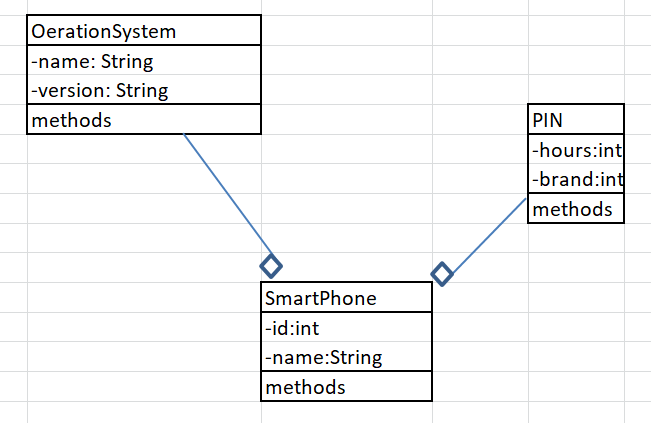 OerationSystem
-name: String
-version: String
methods
PIN
-hours:int
-brand:int
methods
SmartPhone
-id:int
-name:String
methods